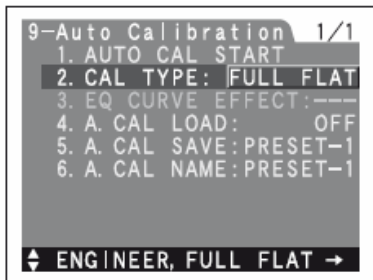 9-Auto Calibration 1/1
1. AUTO CAL START
2. CAL TYPE: FULL FLAT
3. EQ CURVE EFFECT:---
4. A. CAL LOAD: OFF
5. A. CAL SAVE:PRESET-1
6. A. CAL NAME:PRESET-1
ENGINEER, FULL FLAT →